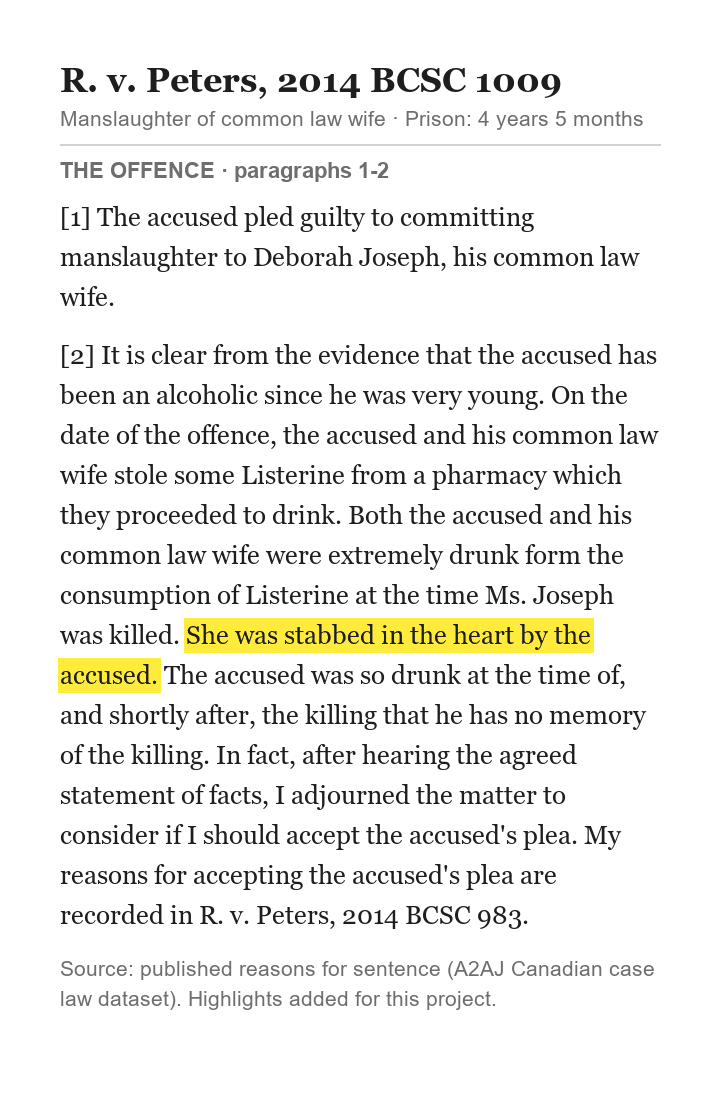 R. v. Peters, 2014 BCSC 1009
Manslaughter of common law wife · Prison: 4 years 5 months
THE OFFENCE · paragraphs 1-2
[1] The accused pled guilty to committing
manslaughter to Deborah Joseph, his common law
wife.
[2] It is clear from the evidence that the accused has
been an alcoholic since he was very young. On the
date of the offence, the accused and his common law
wife stole some Listerine from a pharmacy which
they proceeded to drink. Both the accused and his
common law wife were extremely drunk form the
consumption of Listerine at the time Ms. Joseph
was killed. She was stabbed in the heart by the
accused. The accused was so drunk at the time of,
and shortly after, the killing that he has no memory
of the killing. In fact, after hearing the agreed
statement of facts, I adjourned the matter to
consider if I should accept the accused's plea. My
reasons for accepting the accused's plea are
recorded in R. v. Peters, 2014 BCSC 983.
Source: published reasons for sentence (A2AJ Canadian case
law dataset). Highlights added for this project.